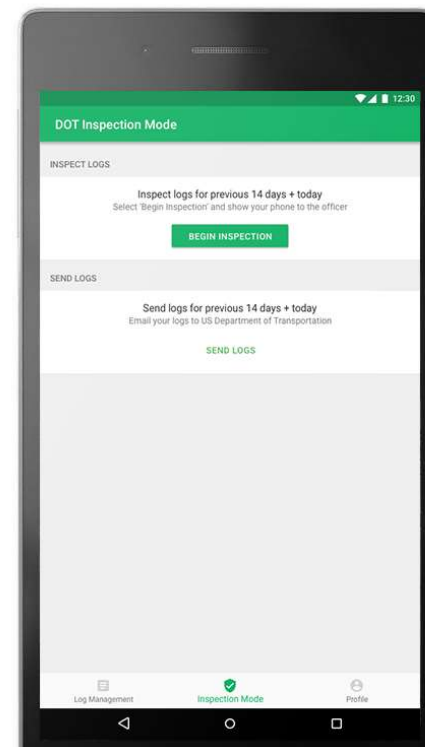 12:30
DOT Inspection Mode
INSPECT LOGS
Inspect logs for previous 14 days + today
Select 'Begin Inspection' and show your phone to the officer
BEGIN INSPECTION
SEND LOGS
Send logs for previous 14 days + today
Email your logs to US Department of Transportation
SEND LOGS
Log Management
Inspection Mode
Profile